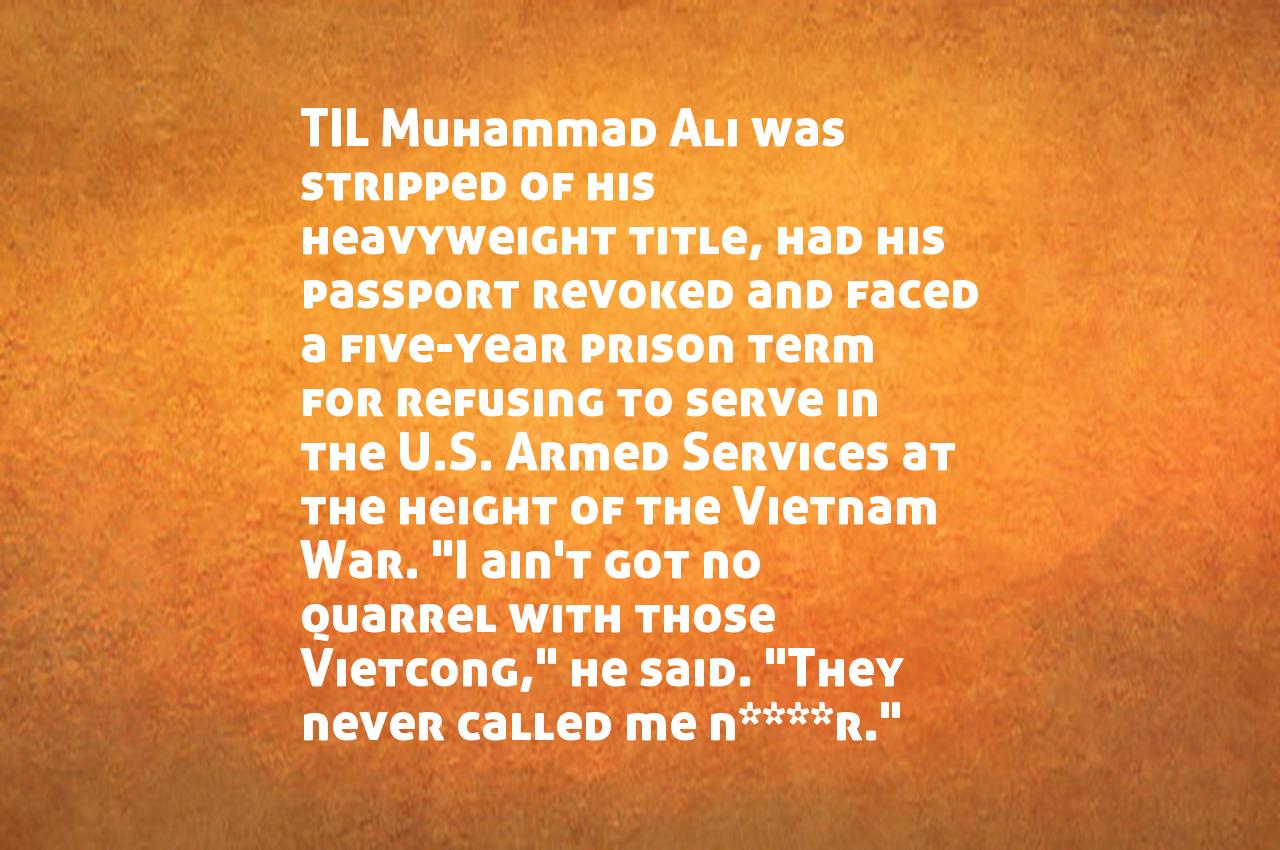 TIL Muhammad Ali was
stripped of his
heavyweight title, had his
passport revoked and faced
a five-year prison term
for refusing to serve in
the U.S. Armed Services at
the height of the Vietnam
War. "I ain't got no
quarrel with those
Vietcong," he said. "They
never called me n****r."